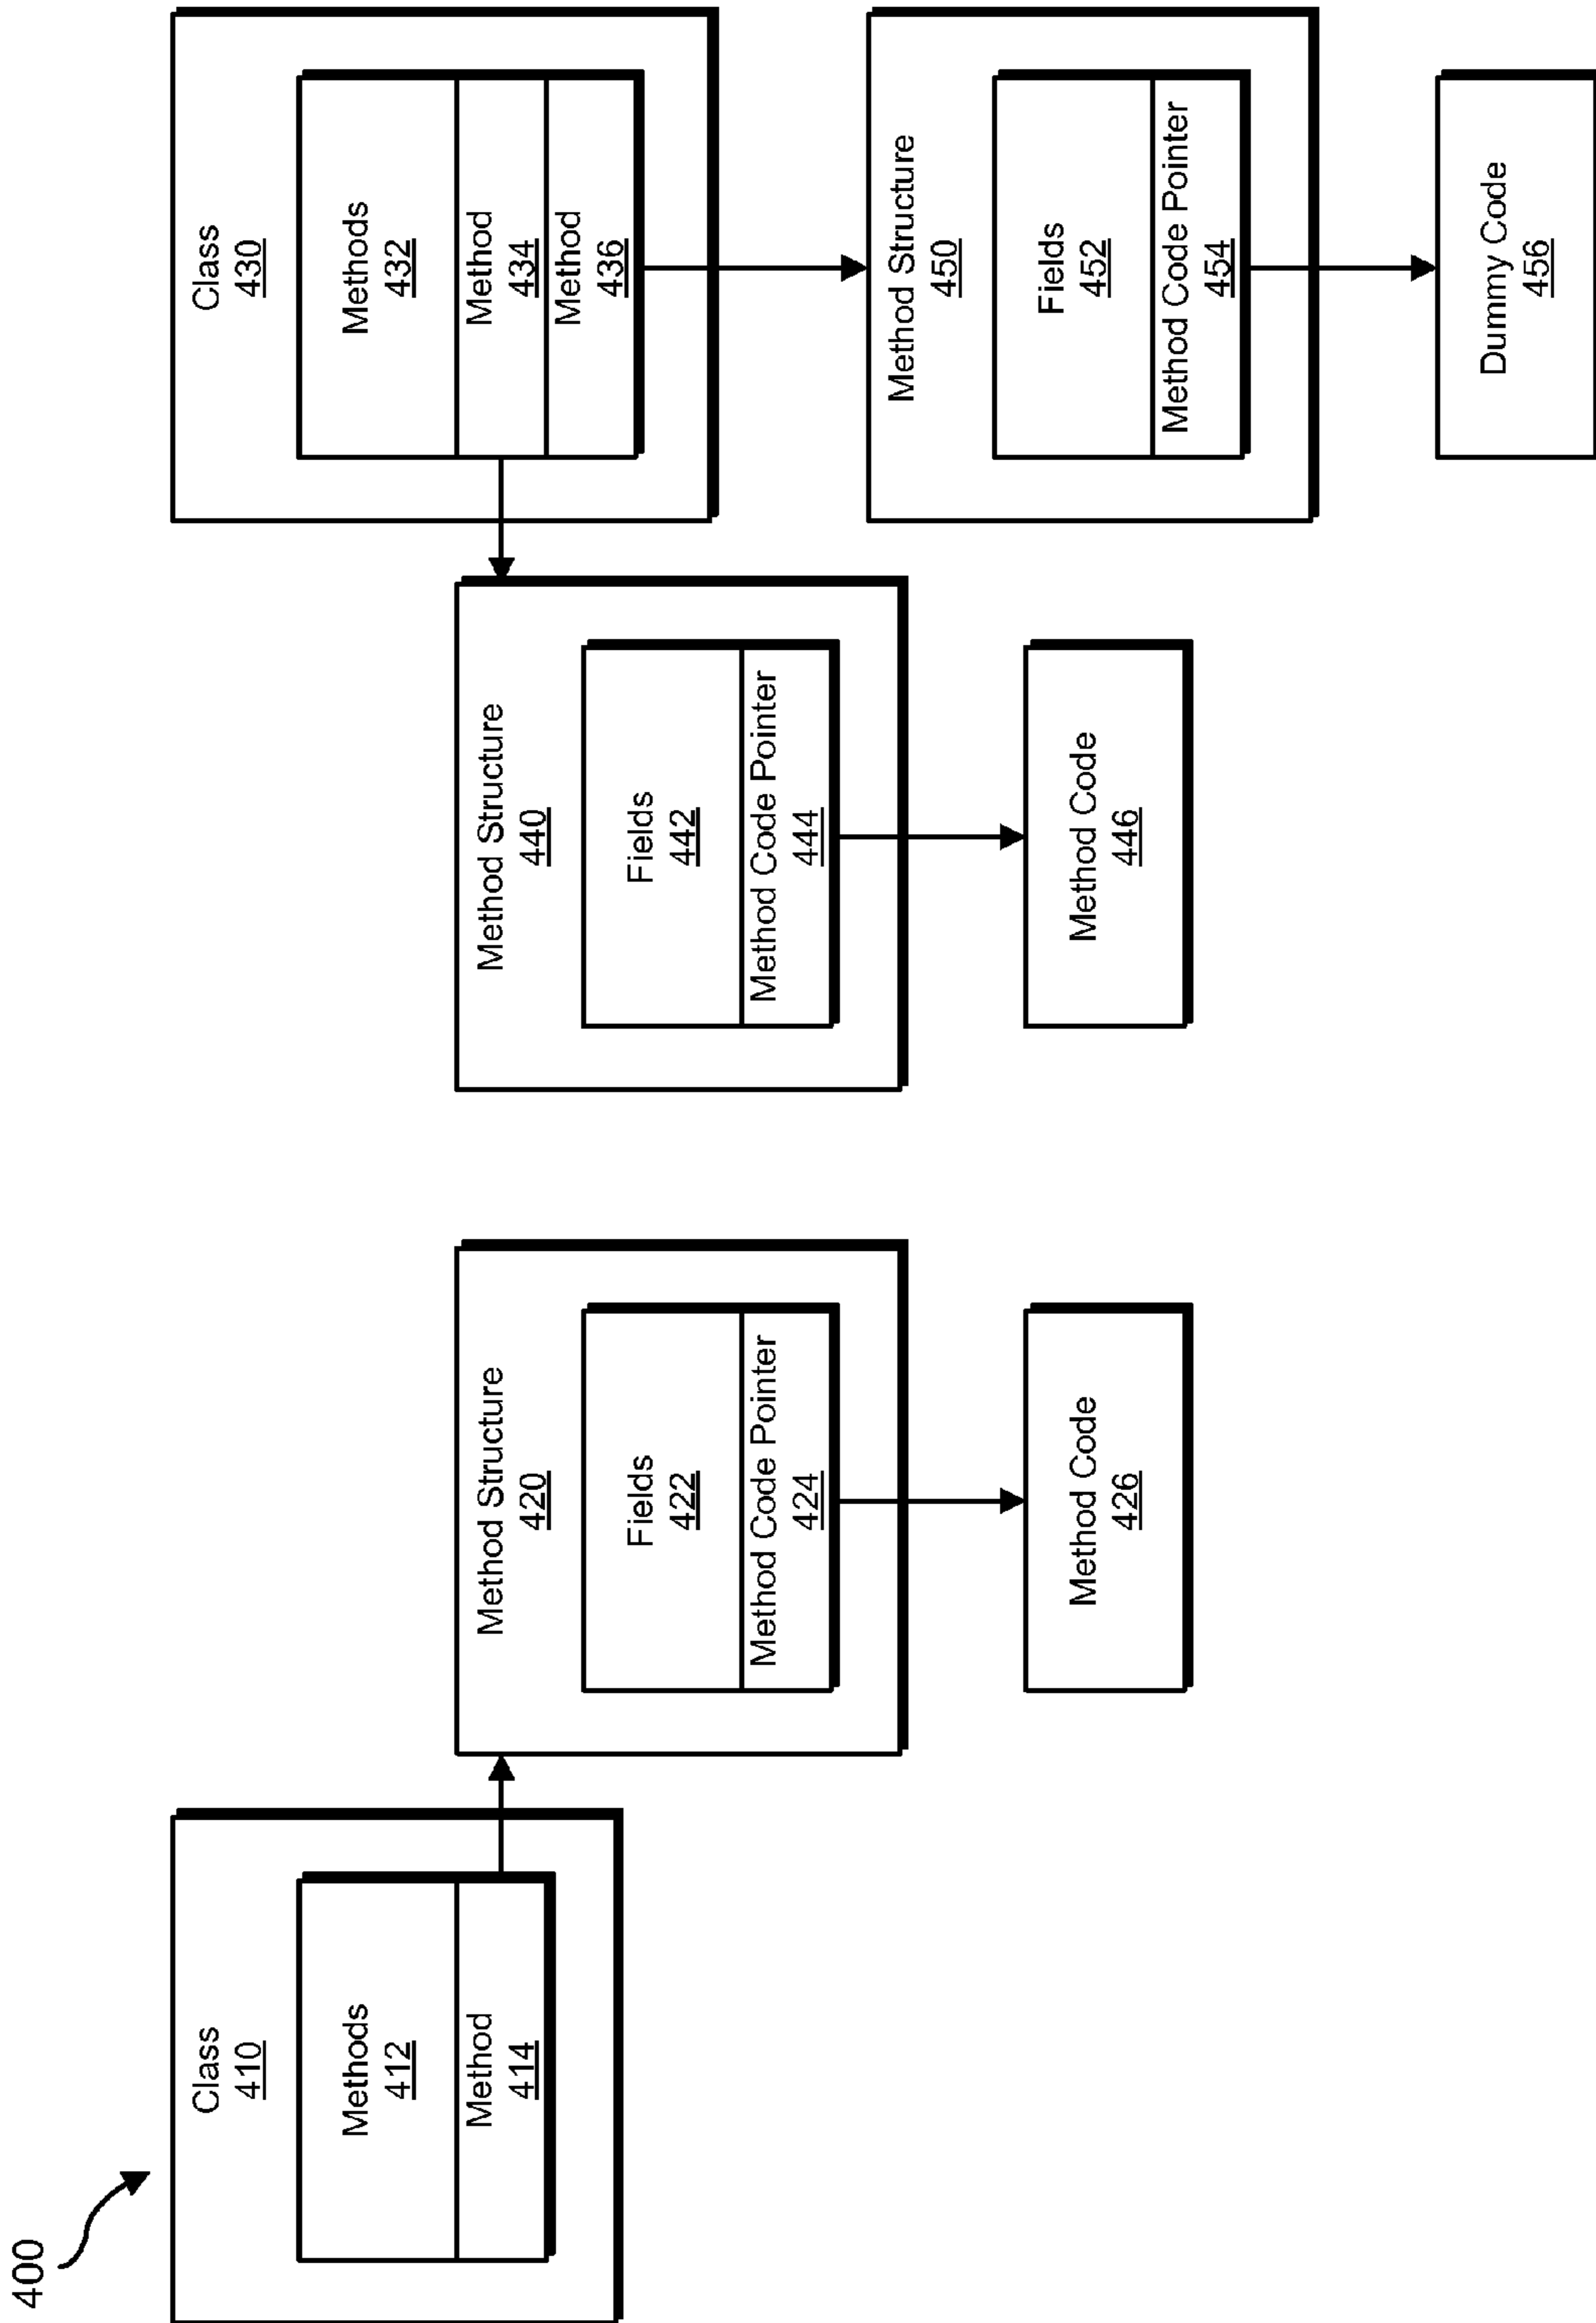 400
Class
410
Methods
412
Method
414
Method Structure
420
Fields
422
Method Code Pointer
424
Method Code
426
Class
430
Methods
432
Method
434
Method
436
Method Structure
440
Fields
442
Method Code Pointer
444
Method Code
446
Method Structure
450
Fields
452
Method Code Pointer
454
Dummy Code
456